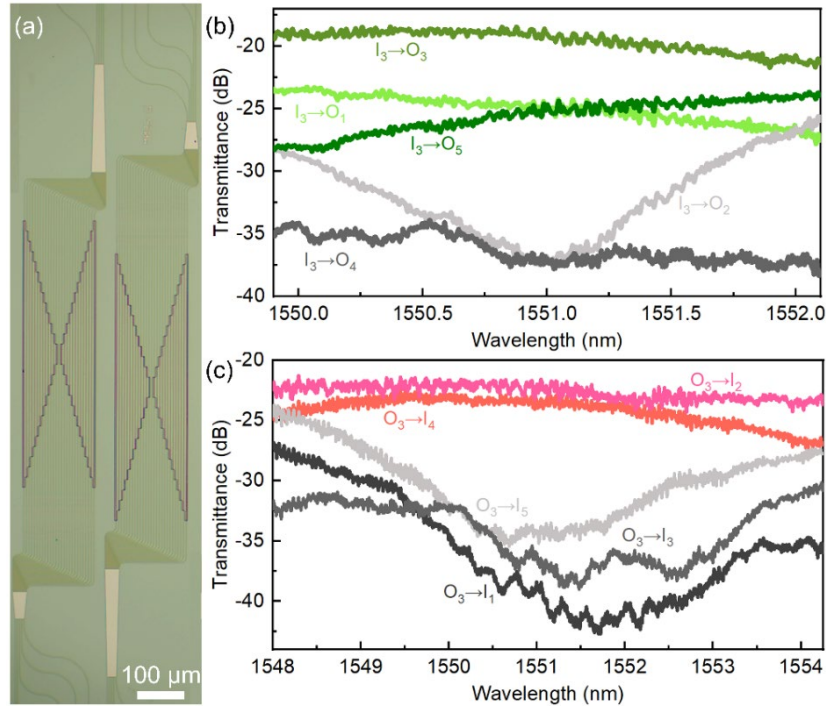 (a)
100 μm
(b)
Transmittance (dB)
-20
-25
-30
-35
-40
I₃→O₃
I₃→O₁
I₃→O₅
I₃→O₂
I₃→O₄
1550.0
1550.5
1551.0
1551.5
1552.0
Wavelength (nm)
(c)
Transmittance (dB)
-20
-25
-30
-35
-40
O₃→I₂
O₃→I₄
O₃→I₅
O₃→I₃
O₃→I₁
1548
1549
1550
1551
1552
1553
1554
Wavelength (nm)